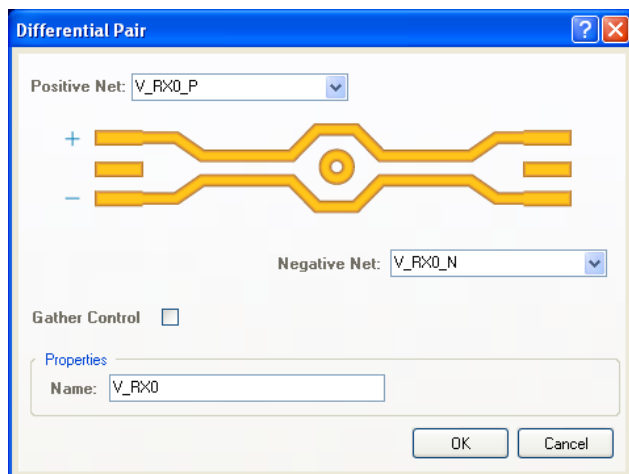 Differential Pair
Positive Net: V_RX0_P
+
−
Negative Net: V_RX0_N
Gather Control
Properties
Name: V_RX0
OK Cancel